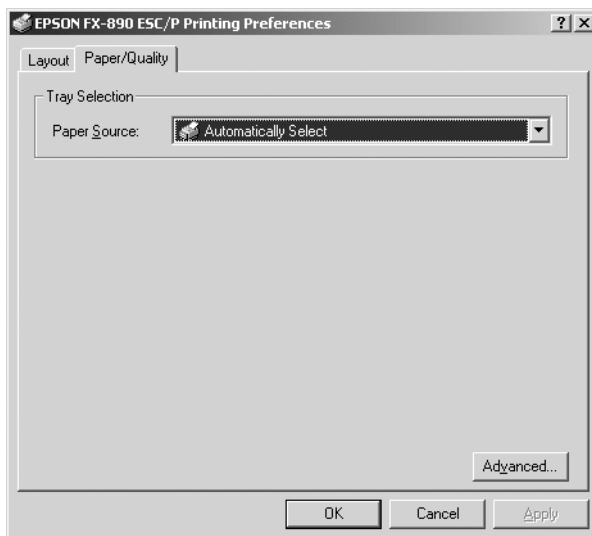 EPSON FX-890 ESC/P Printing Preferences
Layout
Paper/Quality
Tray Selection
Paper Source:
Automatically Select
Advanced...
OK
Cancel
Apply